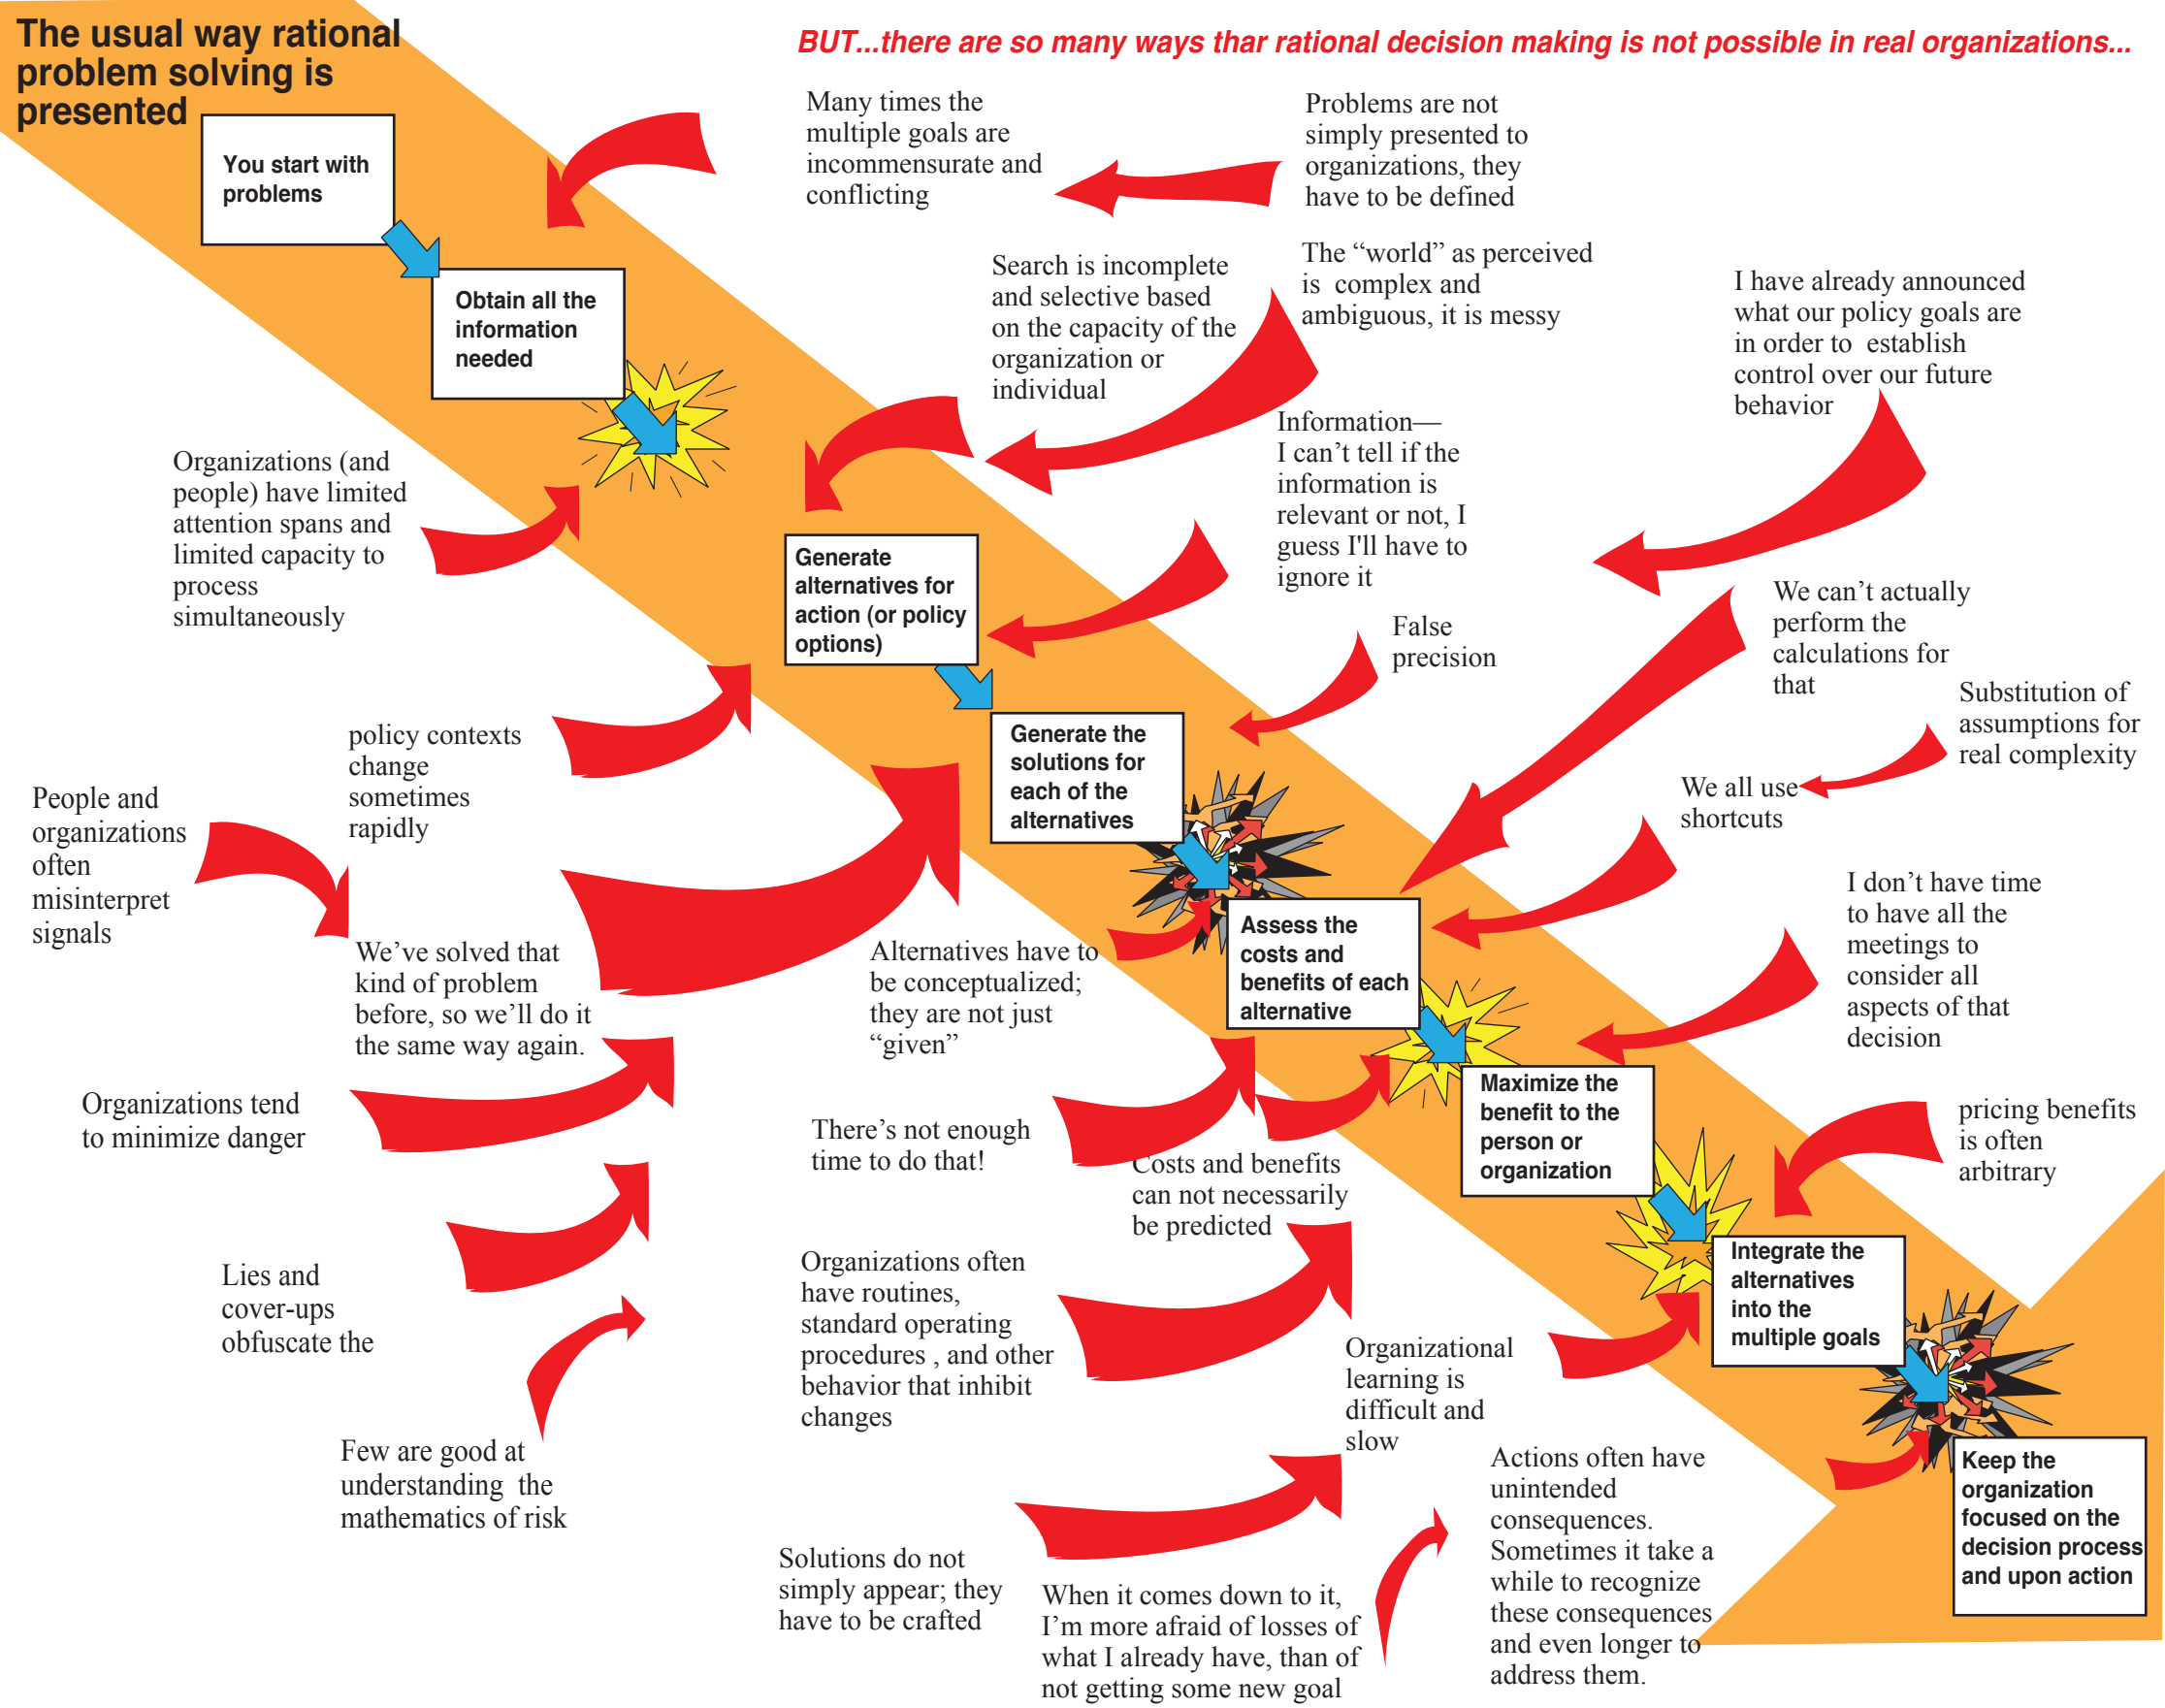 The usual way rational
problem solving is
presented
BUT...there are so many ways thar rational decision making is not possible in real organizations...
You start with
problems
Obtain all the
information
needed
Generate
alternatives for
action (or policy
options)
Generate the
solutions for
each of the
alternatives
Assess the
costs and
benefits of each
alternative
Maximize the
benefit to the
person or
organization
Integrate the
alternatives
into the
multiple goals
Keep the
organization
focused on the
decision process
and upon action
Many times the
multiple goals are
incommensurate and
conflicting
Problems are not
simply presented to
organizations, they
have to be defined
Search is incomplete
and selective based
on the capacity of the
organization or
individual
The “world” as perceived
is  complex and
ambiguous, it is messy
I have already announced
what our policy goals are
in order to  establish
control over our future
behavior
Information—
I can’t tell if the
information is
relevant or not, I
guess I'll have to
ignore it
False
precision
We can’t actually
perform the
calculations for
that
Substitution of
assumptions for
real complexity
We all use
shortcuts
I don’t have time
to have all the
meetings to
consider all
aspects of that
decision
pricing benefits
is often
arbitrary
Organizations (and
people) have limited
attention spans and
limited capacity to
process
simultaneously
policy contexts
change
sometimes
rapidly
People and
organizations
often
misinterpret
signals
We’ve solved that
kind of problem
before, so we’ll do it
the same way again.
Alternatives have to
be conceptualized;
they are not just
“given”
Organizations tend
to minimize danger
There’s not enough
time to do that!
Costs and benefits
can not necessarily
be predicted
Lies and
cover-ups
obfuscate the
Organizations often
have routines,
standard operating
procedures , and other
behavior that inhibit
changes
Organizational
learning is
difficult and
slow
Few are good at
understanding  the
mathematics of risk
Solutions do not
simply appear; they
have to be crafted
When it comes down to it,
I’m more afraid of losses of
what I already have, than of
not getting some new goal
Actions often have
unintended
consequences.
Sometimes it take a
while to recognize
these consequences
and even longer to
address them.